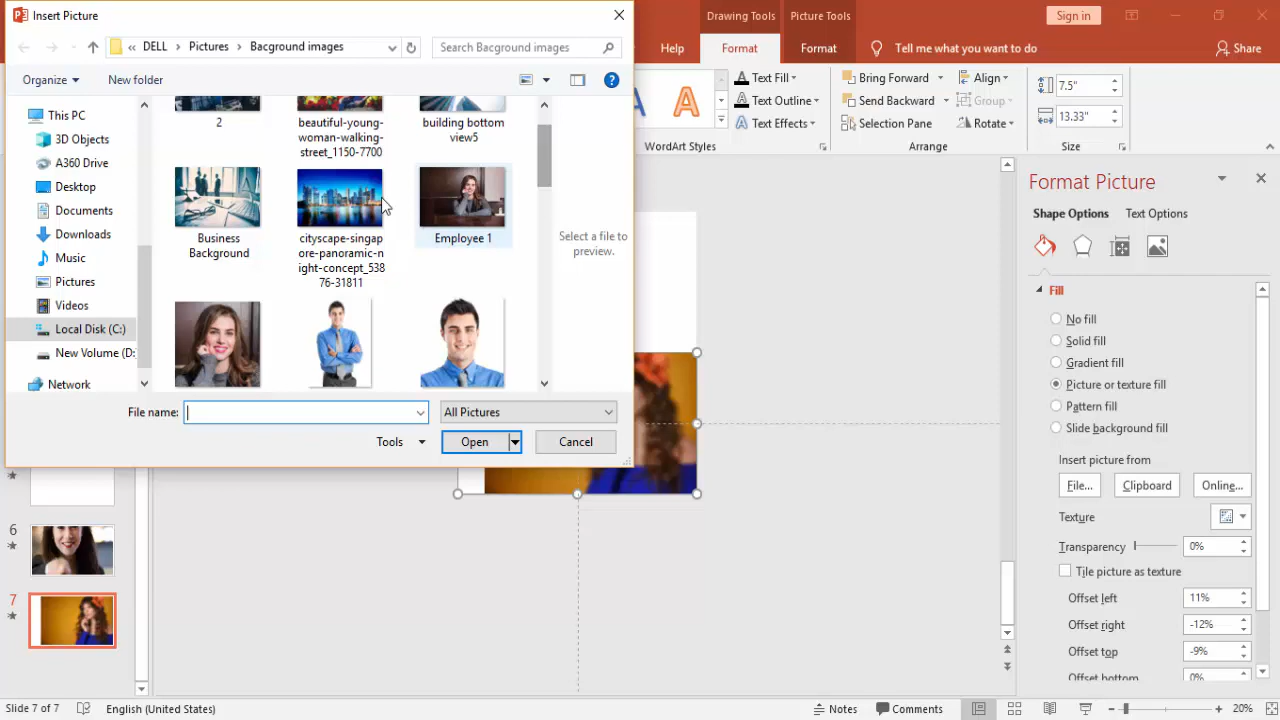 Insert Picture
Drawing Tools
Picture Tools
Sign in
DELL
Pictures
Bacground images
Search Bacground images
Help
Format
Format
Tell me what you want to do
Share
Organize
New folder
Text Fill
Bring Forward
Align
7.5"
Text Outline
Send Backward
Group
13.33"
Text Effects
Selection Pane
Rotate
WordArt Styles
Arrange
Size
This PC
3D Objects
A360 Drive
Desktop
Documents
Downloads
Music
Pictures
Videos
Local Disk (C:)
New Volume (D:
Network
2
beautiful-young-
woman-walking-
street_1150-7700
building bottom
view5
Business
Background
cityscape-singap
ore-panoramic-n
ight-concept_538
76-31811
Employee 1
Select a file to
preview.
File name:
All Pictures
Tools
Open
Cancel
Format Picture
Shape Options
Text Options
Fill
No fill
Solid fill
Gradient fill
Picture or texture fill
Pattern fill
Slide background fill
Insert picture from
File...
Clipboard
Online...
Texture
Transparency
0%
Tile picture as texture
Offset left
11%
Offset right
-12%
Offset top
-9%
Offset bottom
0%
6
7
Slide 7 of 7
English (United States)
Notes
Comments
20%